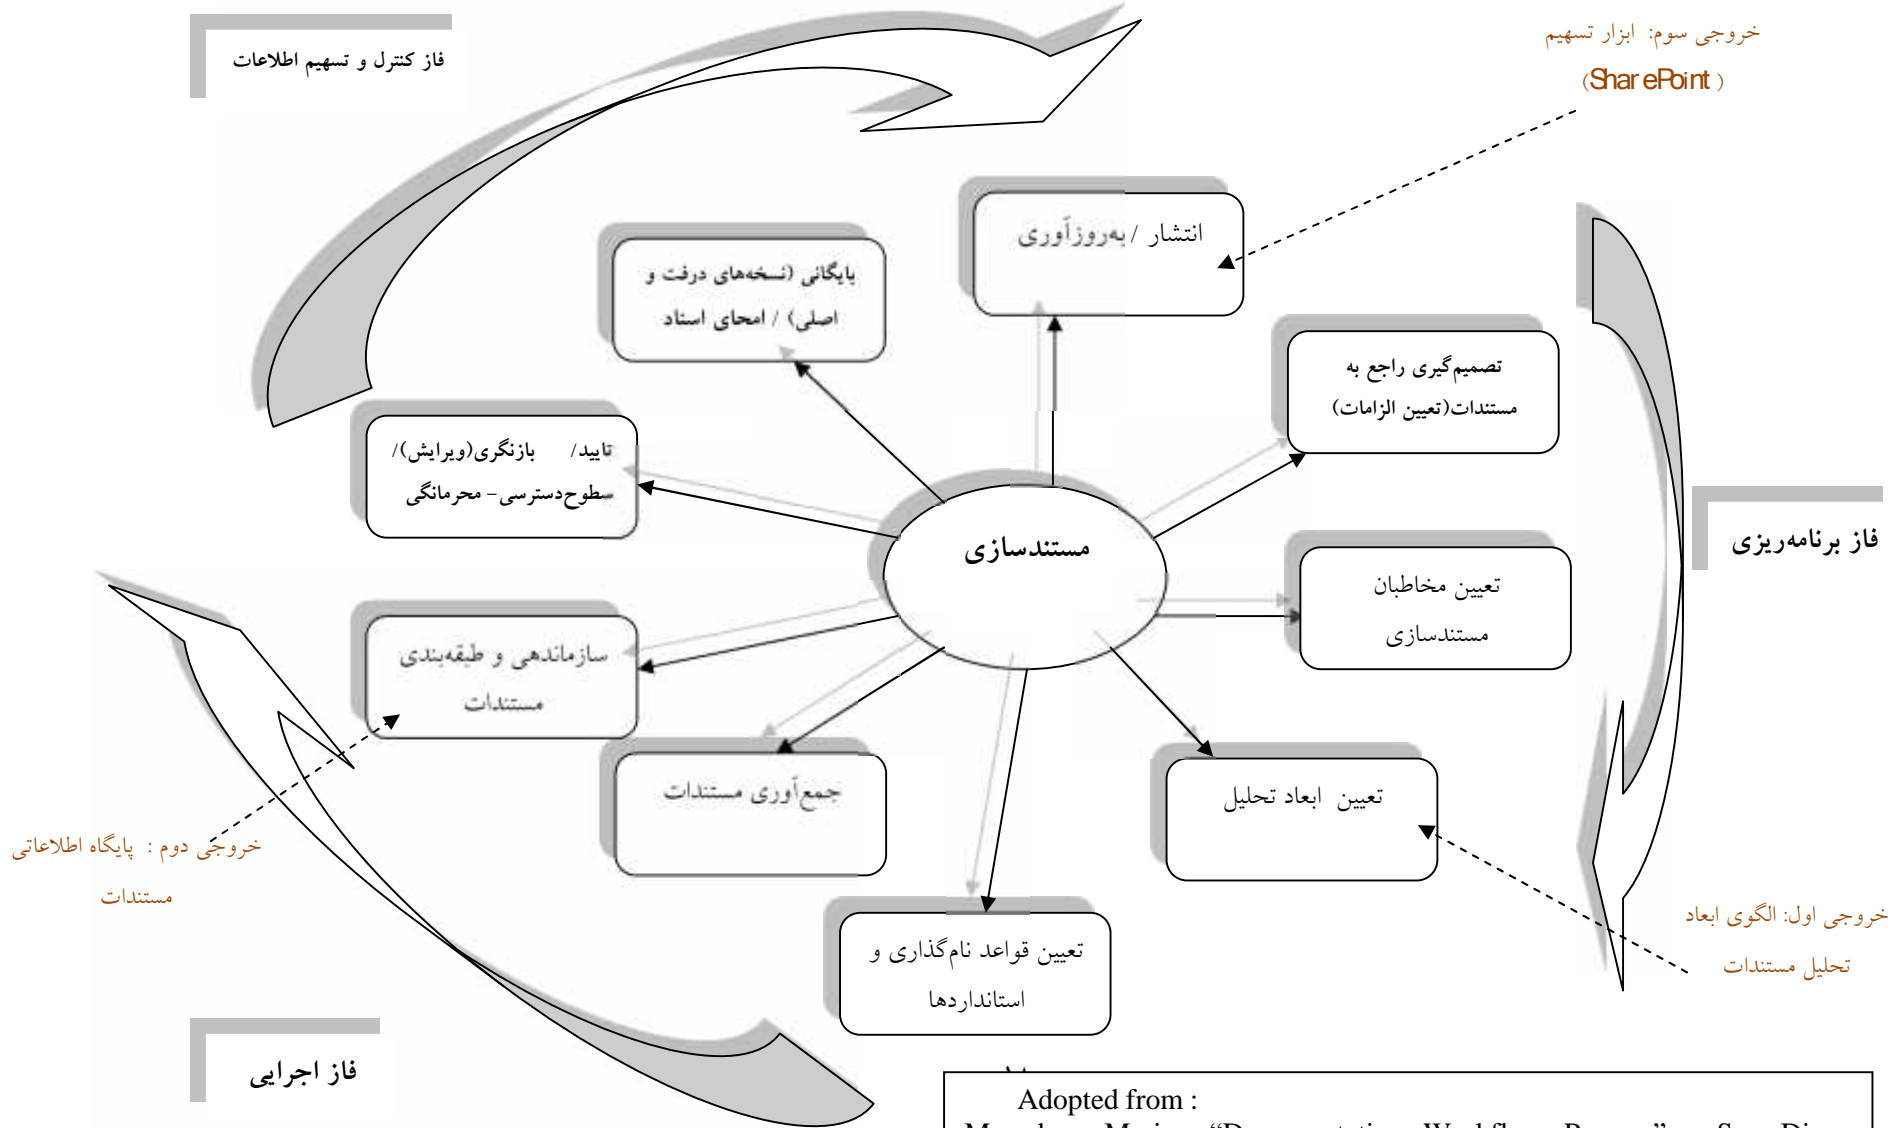 خروجی سوم: ابزار تسهیم
(SharePoint )
فاز کنترل و تسهیم اطلاعات
انتشار / به‌روزآوری
بایگانی (نسخه‌های درفت و
اصلی) / امحای اسناد
تصمیم‌گیری راجع به
مستندات(تعیین الزامات)
تایید/ بازنگری(ویرایش)/
سطوح‌دسترسی- محرمانگی
مستندسازی
فاز برنامه‌ریزی
تعیین مخاطبان
مستندسازی
سازماندهی و طبقه‌بندی
مستندات
جمع‌آوری مستندات
تعیین ابعاد تحلیل
خروجی دوم : پایگاه اطلاعاتی
مستندات
خروجی اول: الگوی ابعاد
تحلیل مستندات
تعیین قواعد نام‌گذاری و
استانداردها
فاز اجرایی
Adopted from :